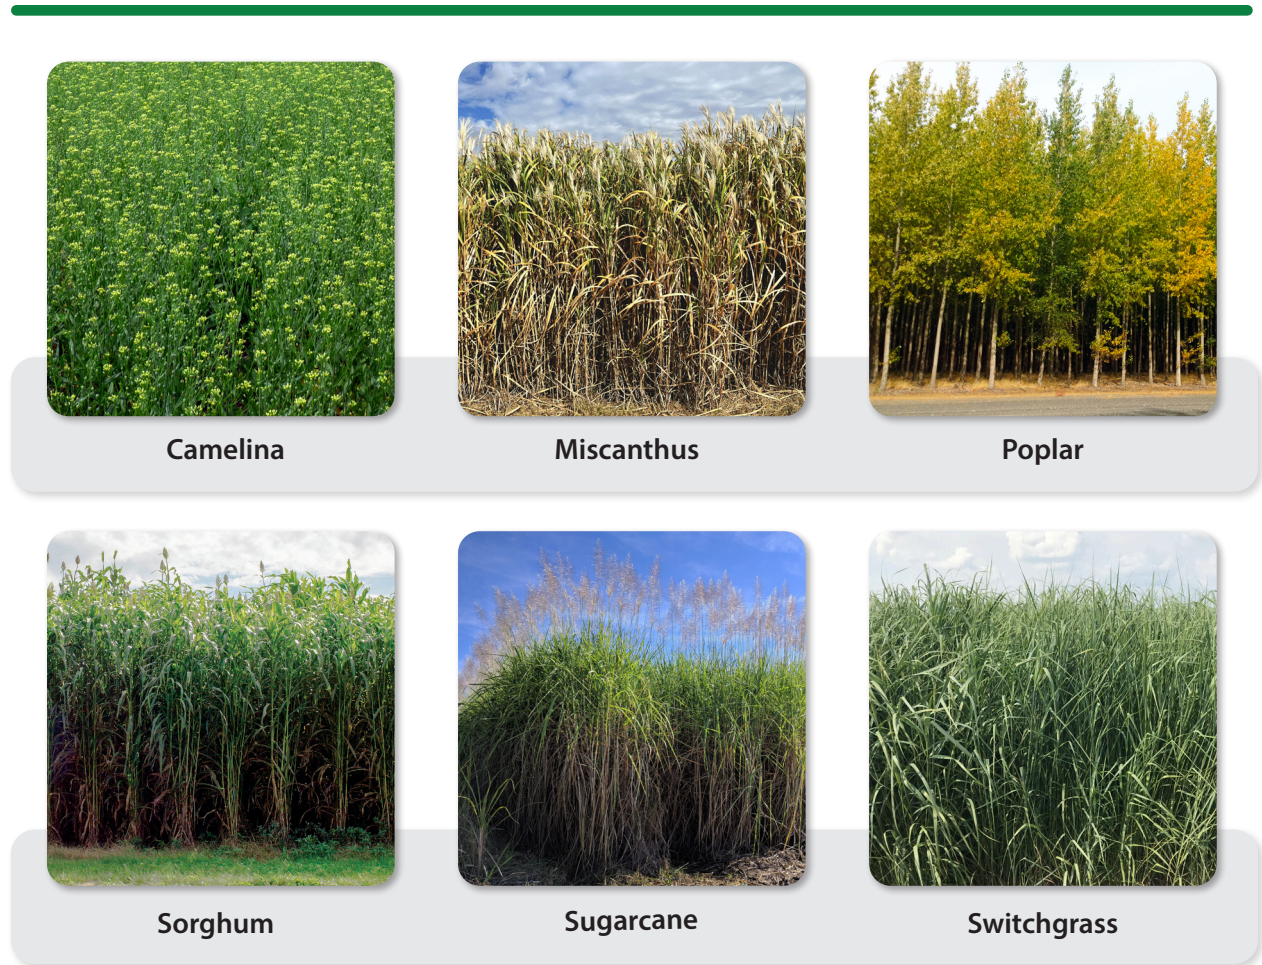 Camelina
Miscanthus
Poplar
Sorghum
Sugarcane
Switchgrass